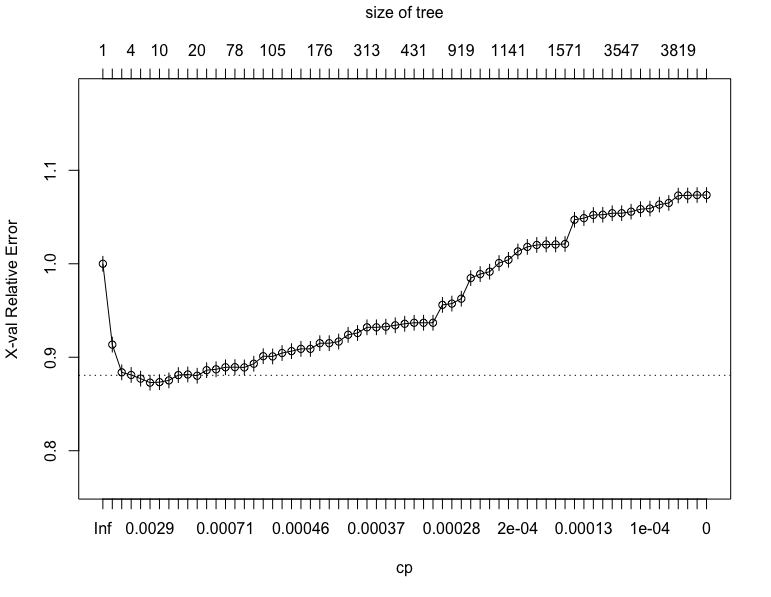 size of tree
1 4 10 20 78 105 176 313 431 919 1141 1571 3547 3819
X-val Relative Error
1.1
1.0
0.9
0.8
Inf 0.0029 0.00071 0.00046 0.00037 0.00028 2e-04 0.00013 1e-04 0
cp